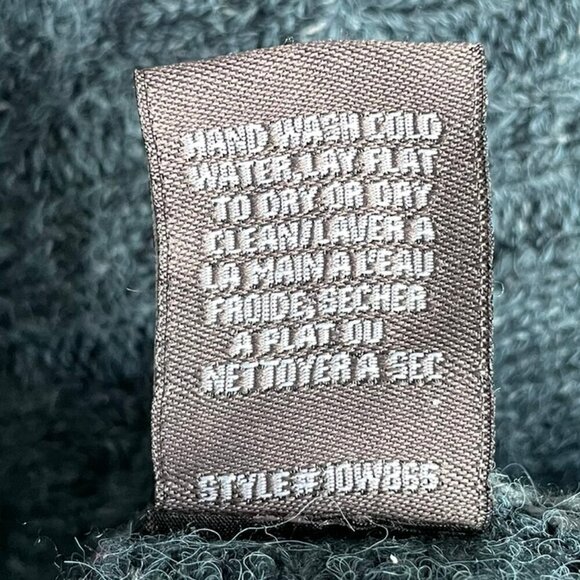 HAND WASH COLD
WATER, LAY FLAT
TO DRY OR DRY
CLEAN/LAVER A
LA MAIN A L'EAU
FROIDE, SECHER
A PLAT OU
NETTOYER A SEC
STYLE# 10W865